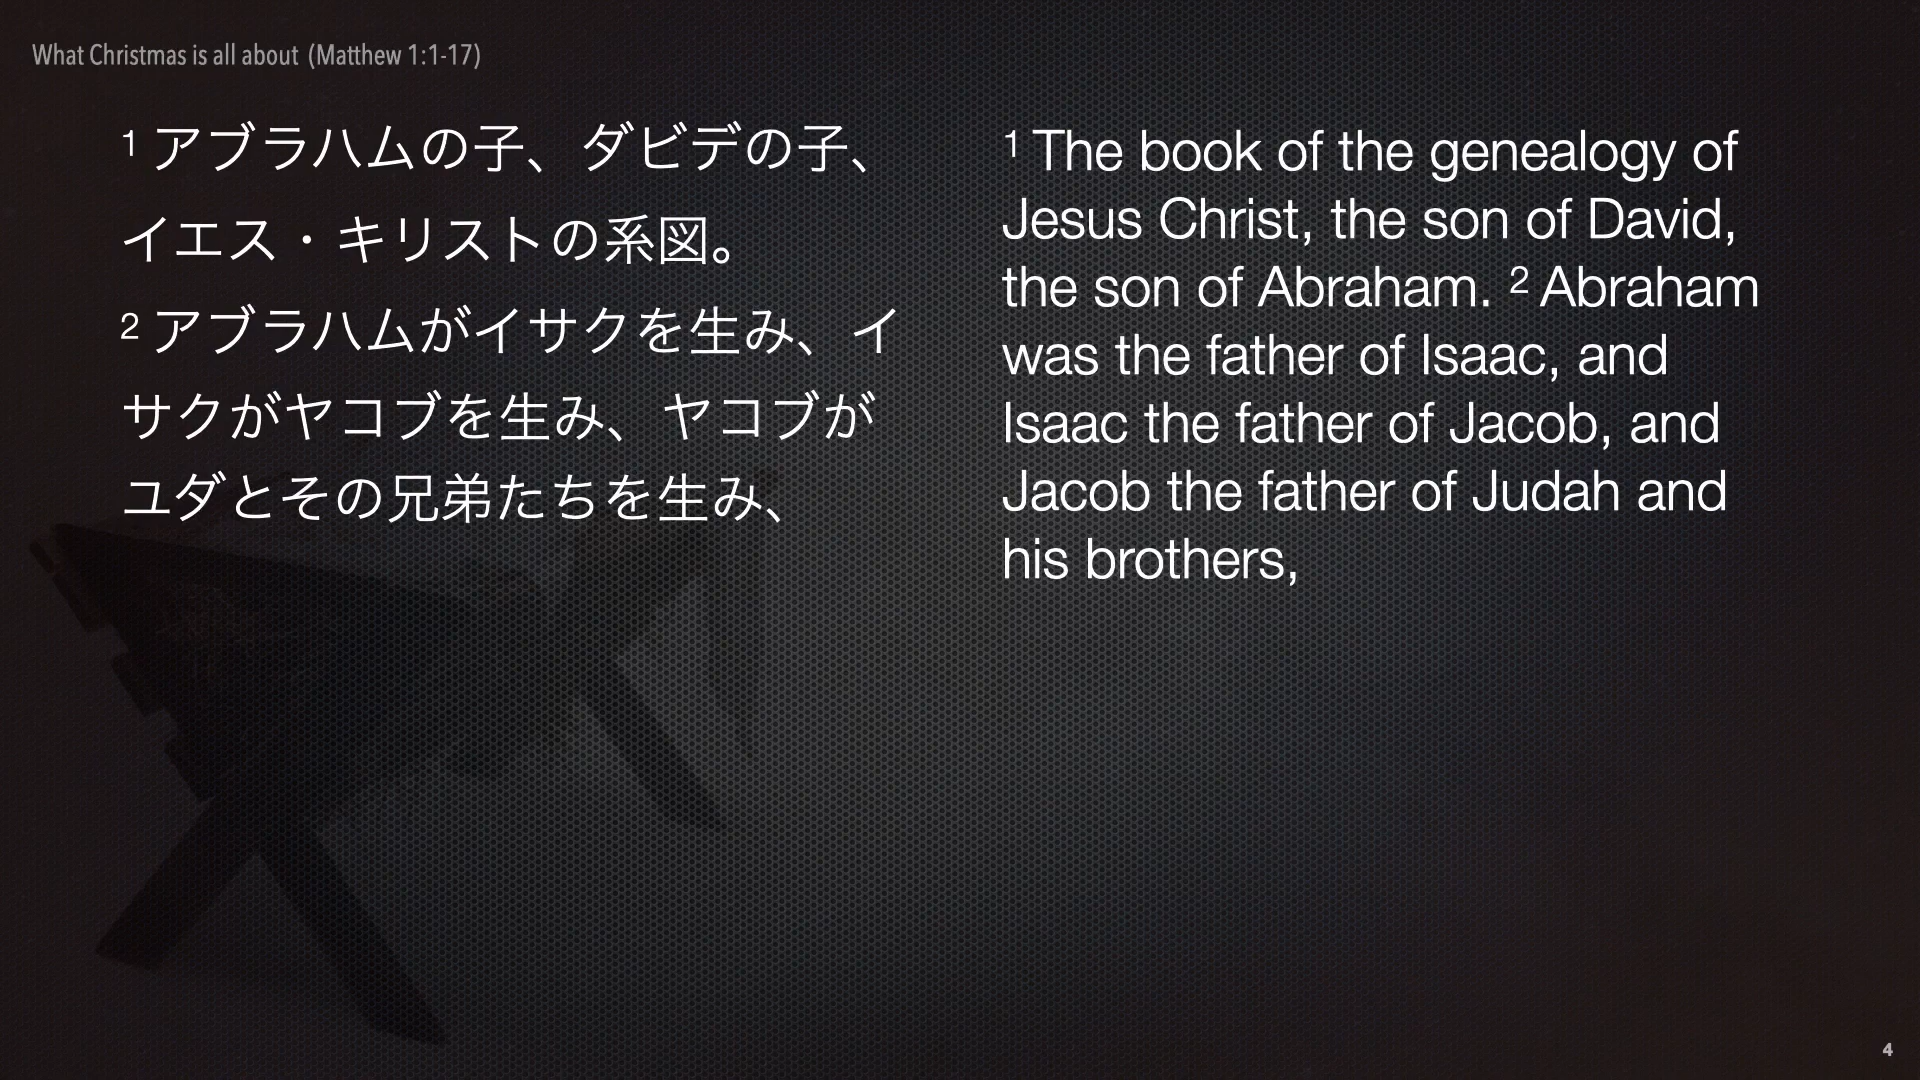 What Christmas is all about (Matthew 1:1-17)
1 アブラハムの子、ダビデの子、
イエス・キリストの系図。
2 アブラハムがイサクを生み、イ
サクがヤコブを生み、ヤコブが
ユダとその兄弟たちを生み、
1 The book of the genealogy of
Jesus Christ, the son of David,
the son of Abraham. 2 Abraham
was the father of Isaac, and
Isaac the father of Jacob, and
Jacob the father of Judah and
his brothers,
4